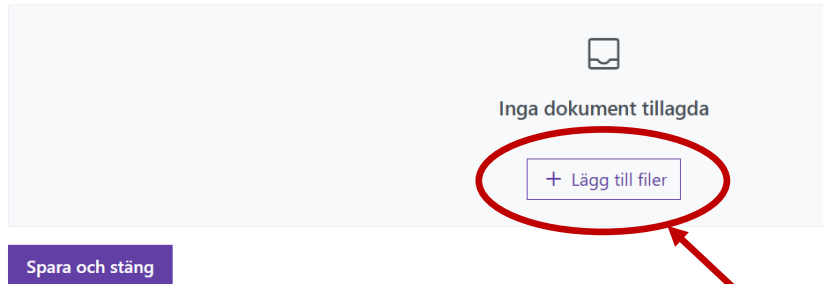 Inga dokument tillagda
+ Lägg till filer
Spara och stäng